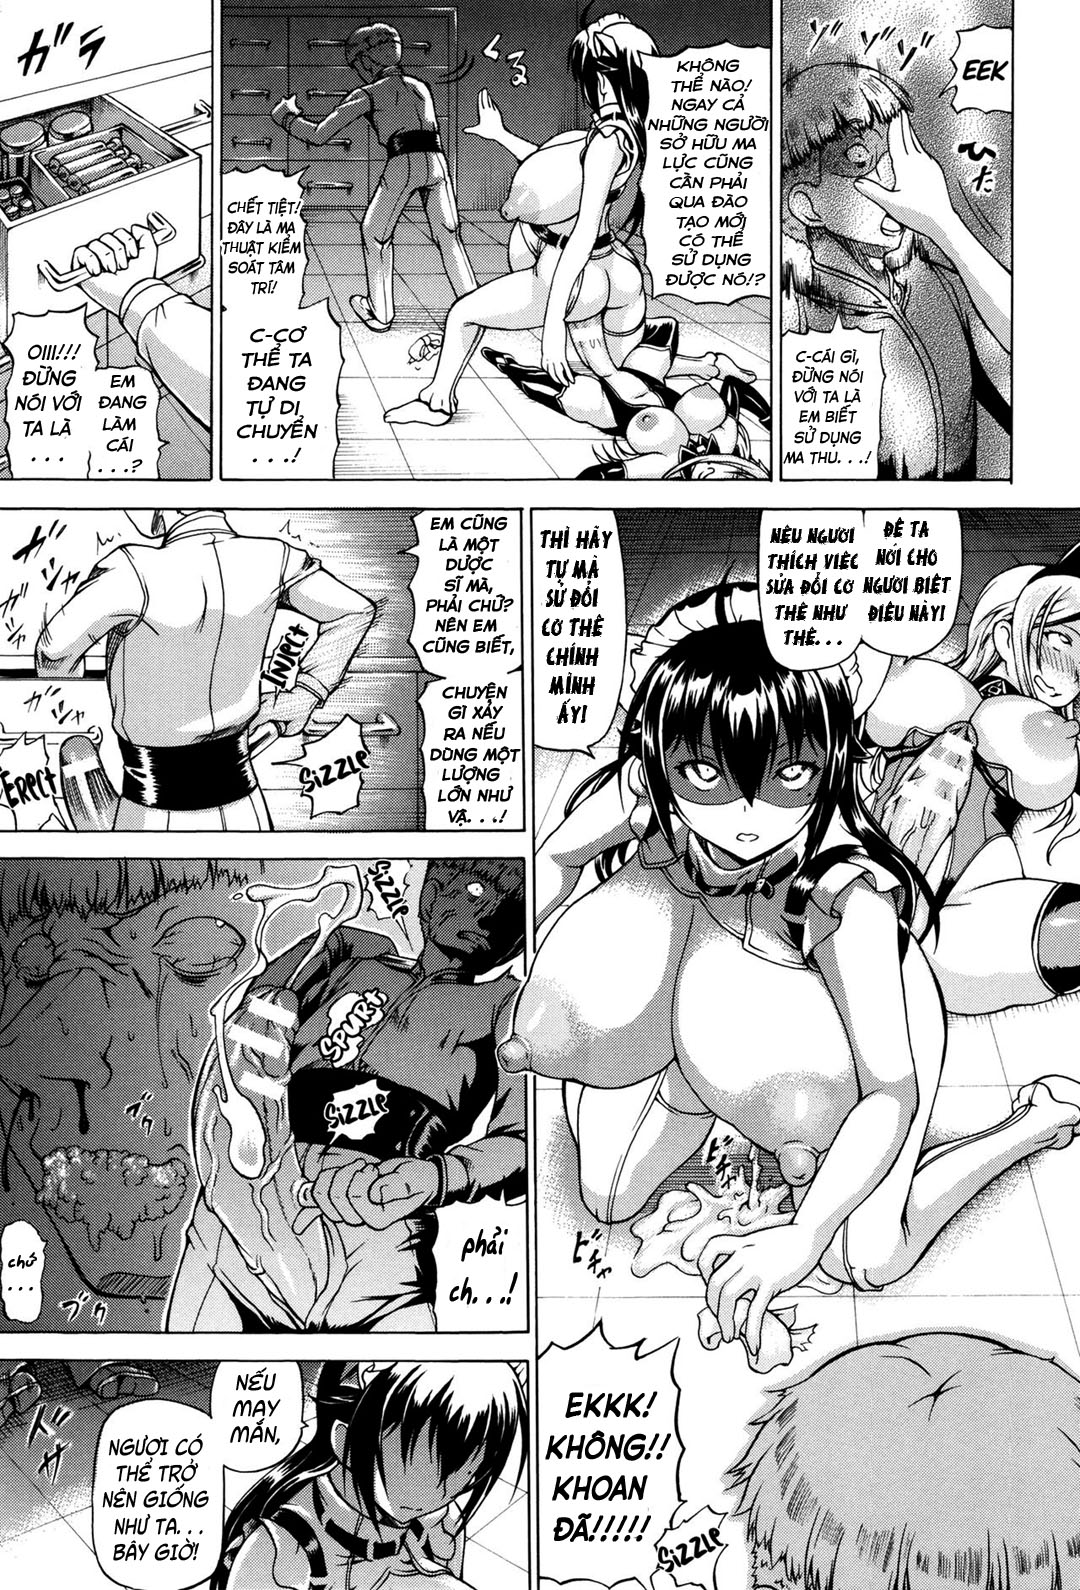 EEK
C-CÁI GÌ,
ĐỪNG NÓI
VỚI TA LÀ
EM BIẾT
SỬ DỤNG
MA THU. . .!
KHÔNG
THỂ NÀO!
NGAY CẢ
NHỮNG NGƯỜI
SỞ HỮU MA
LỰC CŨNG
CẦN PHẢI
QUA ĐÀO
TẠO MỚI
CÓ THỂ
SỬ DỤNG
ĐƯỢC NÓ!?
CHẾT TIỆT!
ĐÂY LÀ MA
THUẬT KIỂM
SOÁT TÂM
TRÍ!
C-CƠ
THỂ TA
ĐANG
TỰ DI
CHUYỂN
. . .!
EM ĐANG
LÀM
CÁI
. . .?
OIII!!!
ĐỪNG
NÓI VỚI
TA LÀ
. . .
ĐÊ TA
NÓI CHO
NGƯƠI BIÊT
ĐIỀU NÀY!
NÊU NGƯƠI
THÍCH VIỆC
SỬA ĐỔI CƠ
THÊ NHƯ
THÊ. . .
THÌ HÃY
TỰ MÀ
SỬ ĐỔI
CƠ THÊ
CHÍNH
MÌNH
ẤY!
EM CŨNG
LÀ MỘT
DƯỢC
SĨ MÀ,
PHẢI CHỨ?
NÊN EM
CŨNG BIẾT,
CHUYỆN
GÌ XẢY
RA NẾU
DÙNG MỘT
LƯỢNG
LỚN NHƯ
VẬ. . .!
INJECT
SIZZLE
ERECT
SIZZLE
SPURT
SIZZLE
phải
ch. . .!
chứ
. . .
EKKK!
KHÔNG!!
KHOAN
ĐÃ!!!!!
SIZZLE
NẾU
MAY
MẮN,
NGƯƠI CÓ
THỂ TRỞ
NÊN GIỐNG
NHƯ TA. . .
BÂY GIỜ!